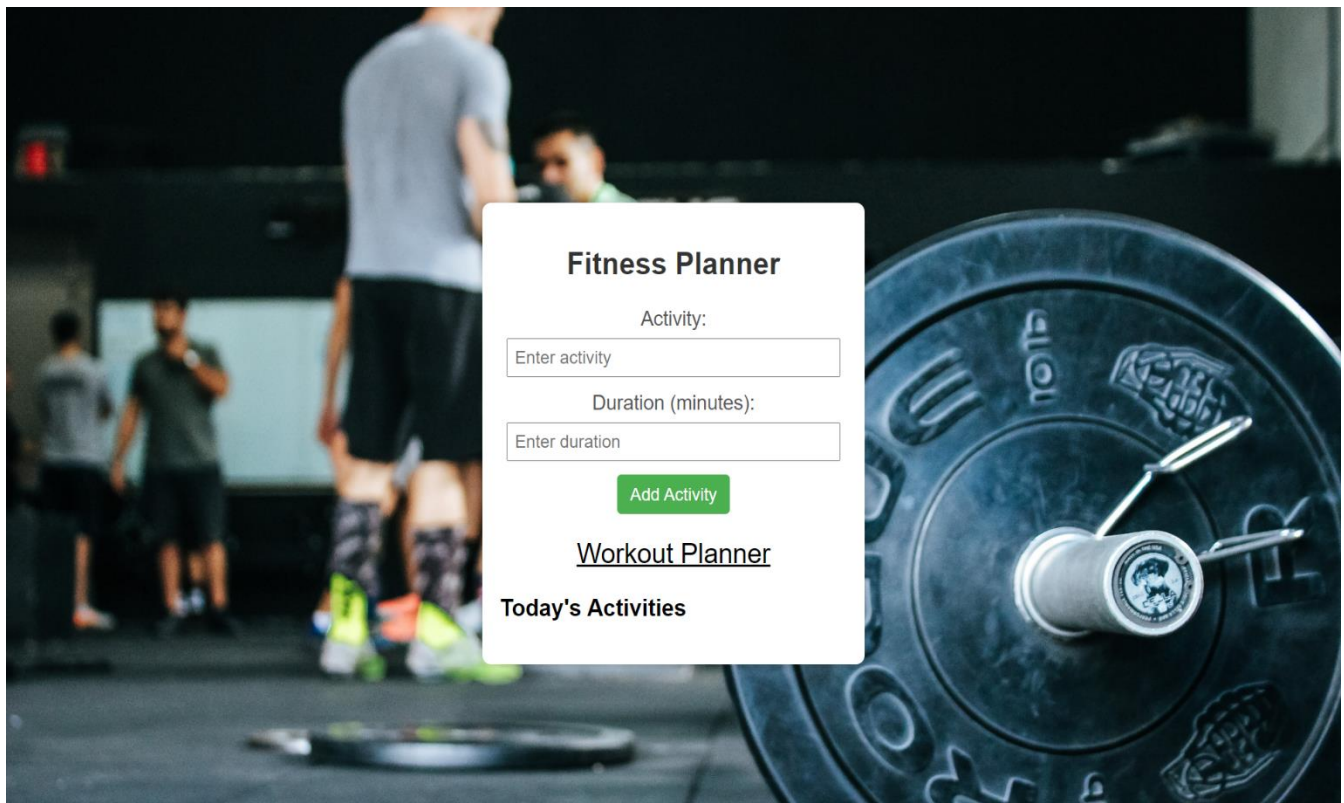 Fitness Planner
Activity:
Enter activity
Duration (minutes):
Enter duration
Add Activity
Workout Planner
Today's Activities